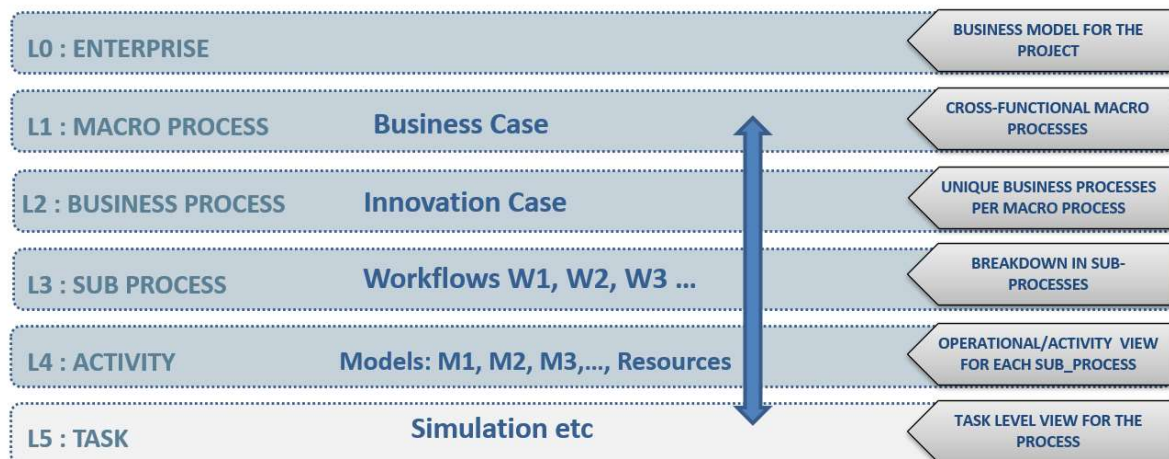 L0 : ENTERPRISE
BUSINESS MODEL FOR THE
PROJECT
L1 : MACRO PROCESS
Business Case
CROSS-FUNCTIONAL MACRO
PROCESSES
L2 : BUSINESS PROCESS
Innovation Case
UNIQUE BUSINESS PROCESSES
PER MACRO PROCESS
L3 : SUB PROCESS
Workflows W1, W2, W3 ...
BREAKDOWN IN SUB-
PROCESSES
L4 : ACTIVITY
Models: M1, M2, M3,..., Resources
OPERATIONAL/ACTIVITY VIEW
FOR EACH SUB_PROCESS
L5 : TASK
Simulation etc
TASK LEVEL VIEW FOR THE
PROCESS